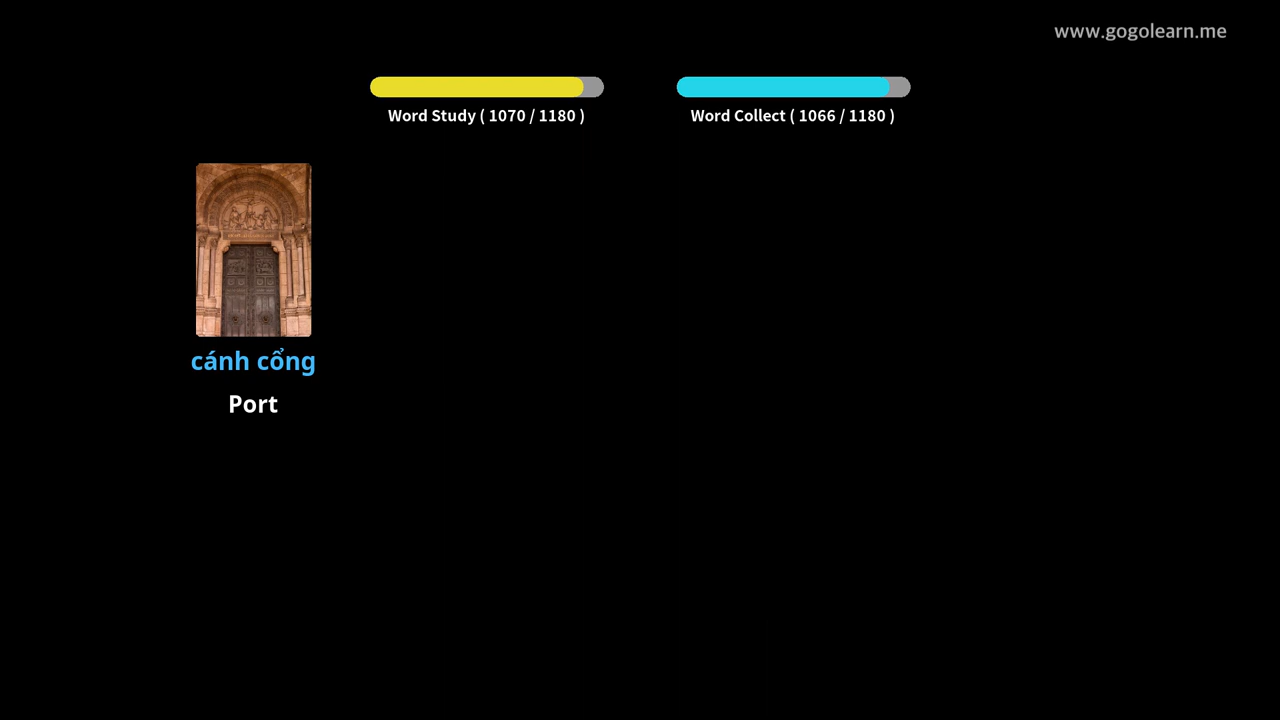 www.gogolearn.me
Word Study ( 1070 / 1180 )
Word Collect ( 1066 / 1180 )
cánh cổng
Port